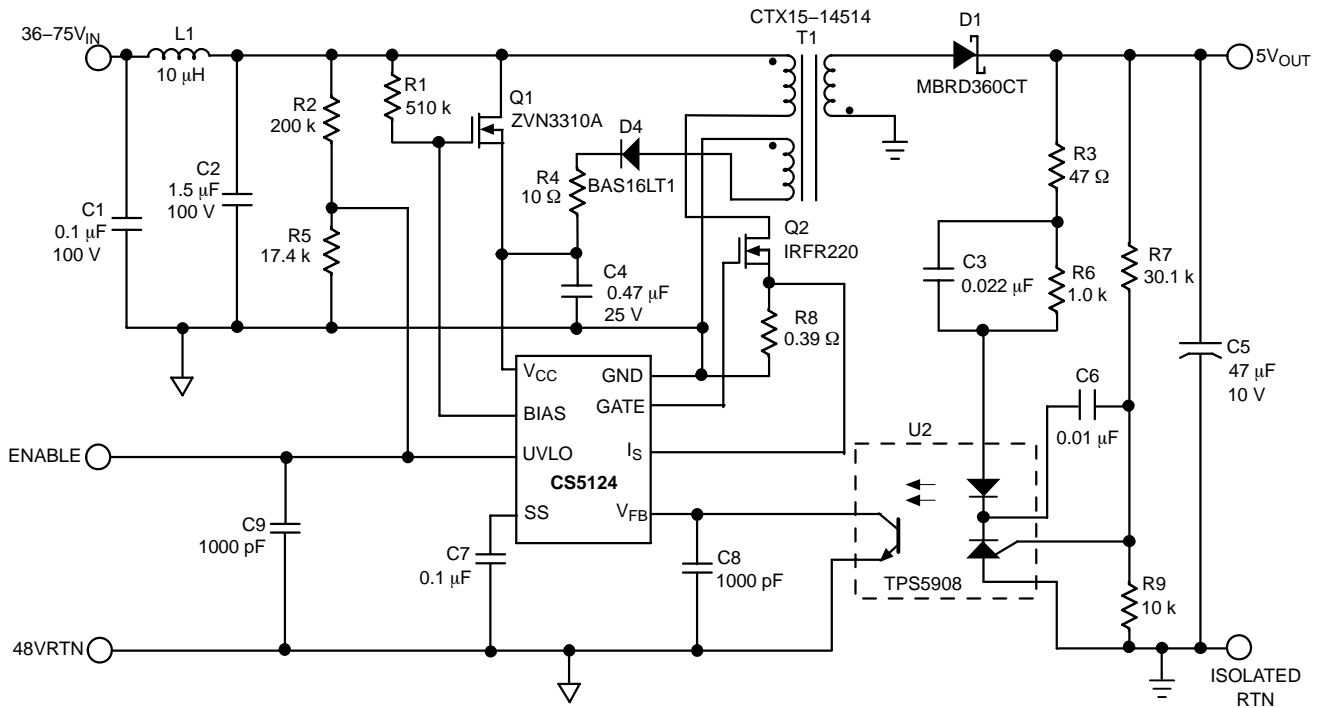 CTX15–14514
T1
D1
MBRD360CT
5VOUT
36–75VIN
L1
10 μH
R1
510 k
R2
200 k
Q1
ZVN3310A
D4
BAS16LT1
R4
10 Ω
R3
47 Ω
C2
1.5 μF
100 V
C1
0.1 μF
100 V
R5
17.4 k
Q2
IRFR220
C4
0.47 μF
25 V
C3
0.022 μF
R6
1.0 k
R7
30.1 k
R8
0.39 Ω
C5
47 μF
10 V
VCC
GND
GATE
BIAS
C6
0.01 μF
U2
ENABLE
UVLO
IS
CS5124
SS
VFB
C9
1000 pF
C7
0.1 μF
C8
1000 pF
TPS5908
R9
10 k
48VRTN
ISOLATED
RTN